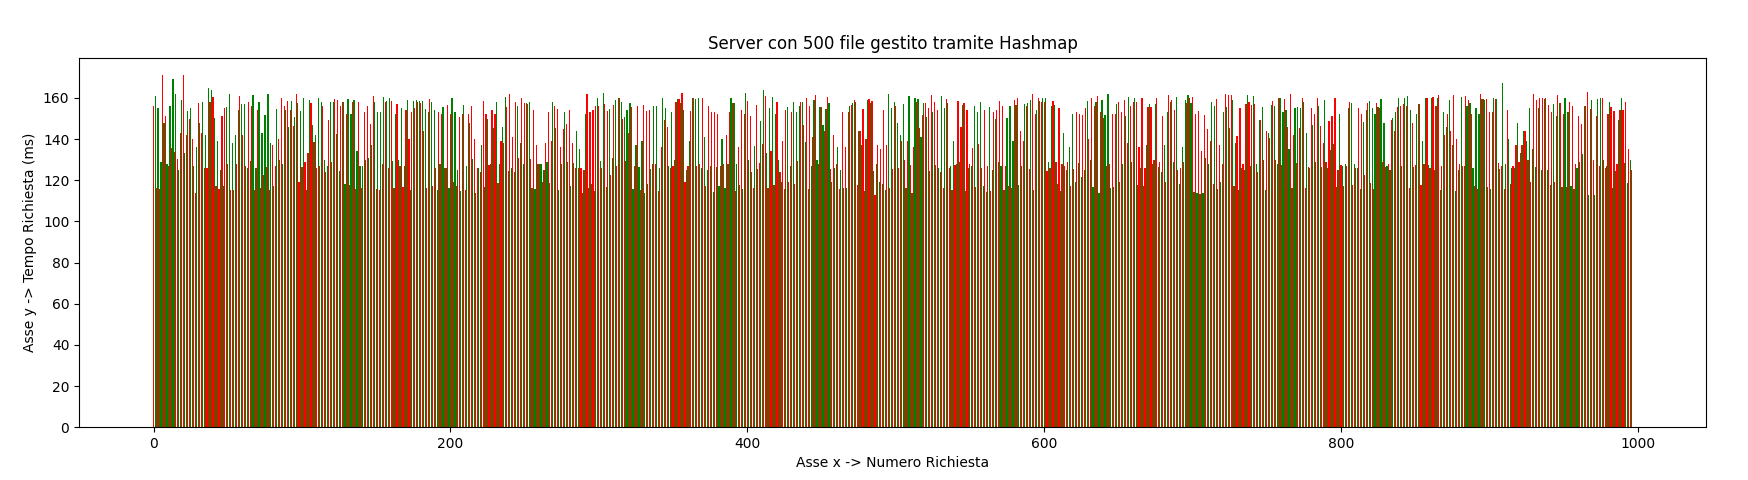 Server con 500 file gestito tramite Hashmap
Asse y -> Tempo Richiesta (ms)
160
140
120
100
80
60
40
20
0
0 200 400 600 800 1000
Asse x -> Numero Richiesta